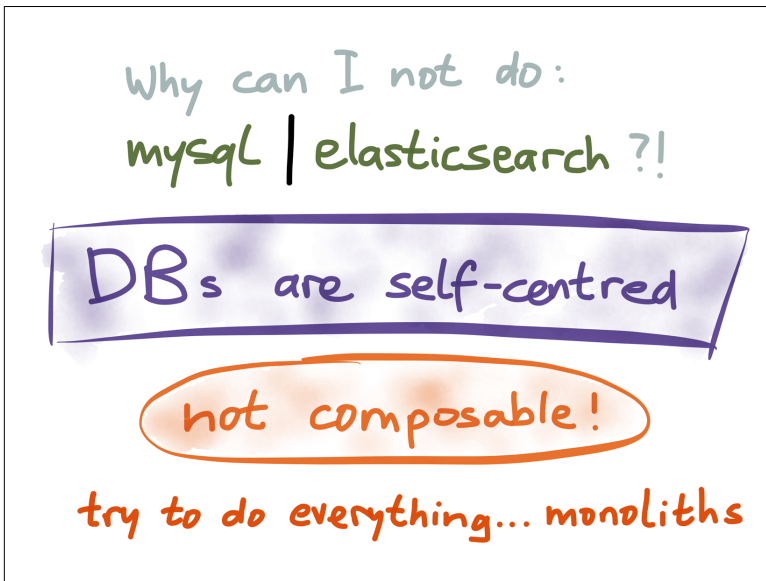 Why can I not do:
mysql | elasticsearch ?!
DBs are self-centred
not composable!
try to do everything... monoliths